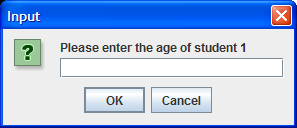 Input
Please enter the age of student 1
OK Cancel